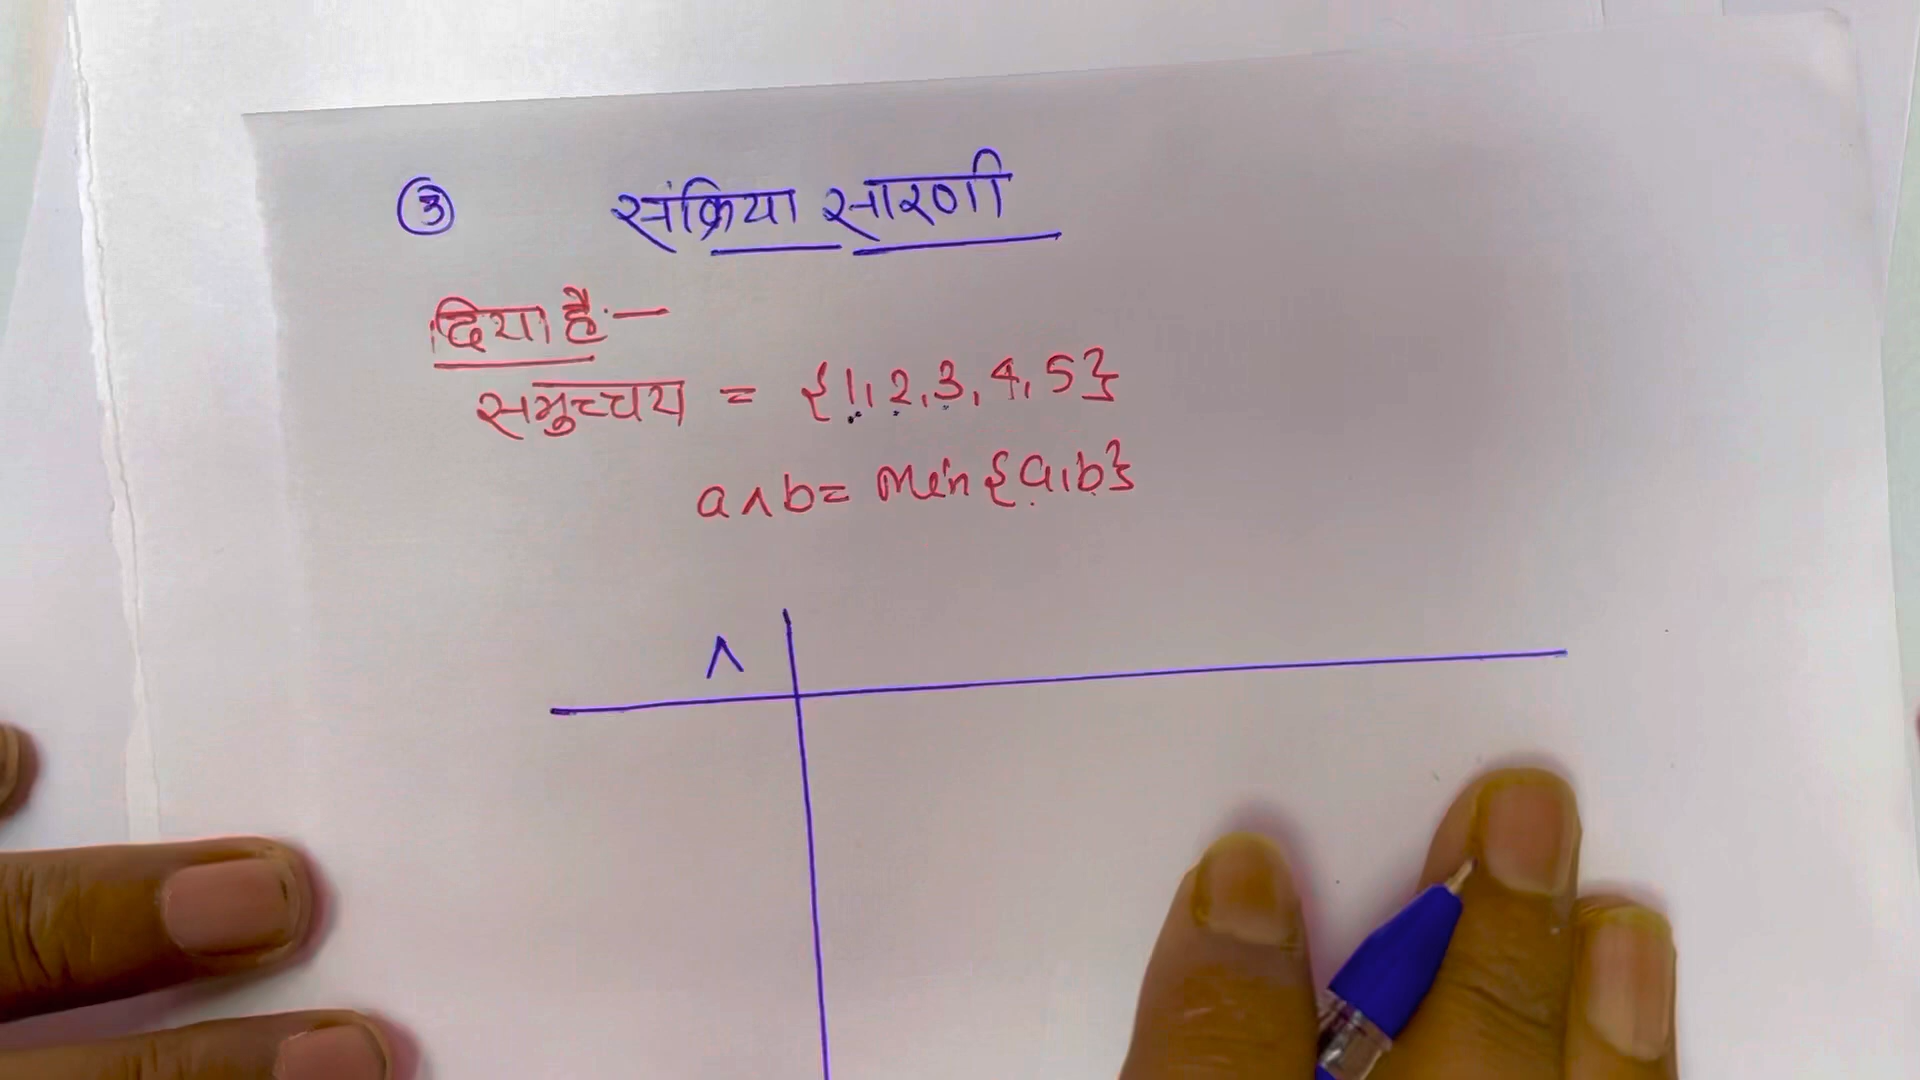 ③ संक्रिया सारणी
दिया है:—
समुच्चय = {1,2,3,4,5}
a∧b= min{a,b}
∧